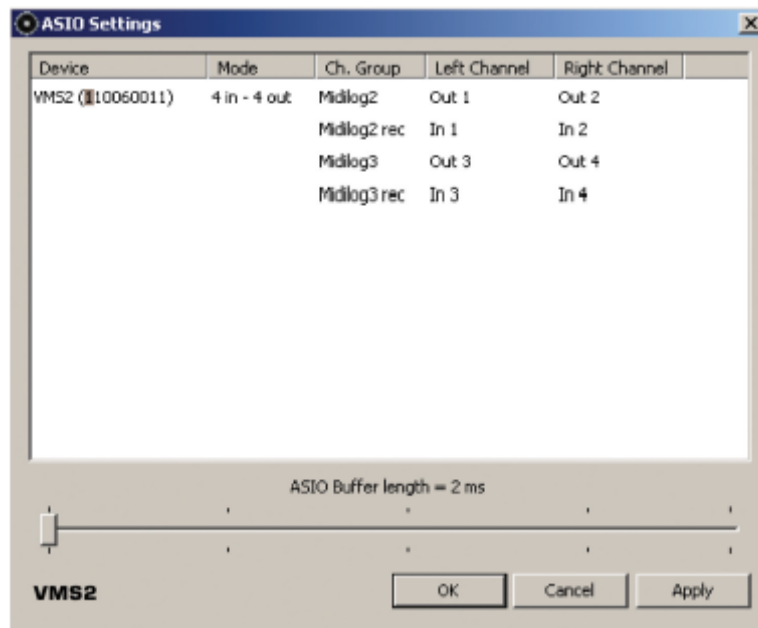 ASIO Settings
Device Mode Ch. Group Left Channel Right Channel
VMS2 (110060011) 4 in - 4 out Midilog2 Out 1 Out 2
Midilog2 rec In 1 In 2
Midilog3 Out 3 Out 4
Midilog3 rec In 3 In 4
ASIO Buffer length = 2 ms
VMS2 OK Cancel Apply